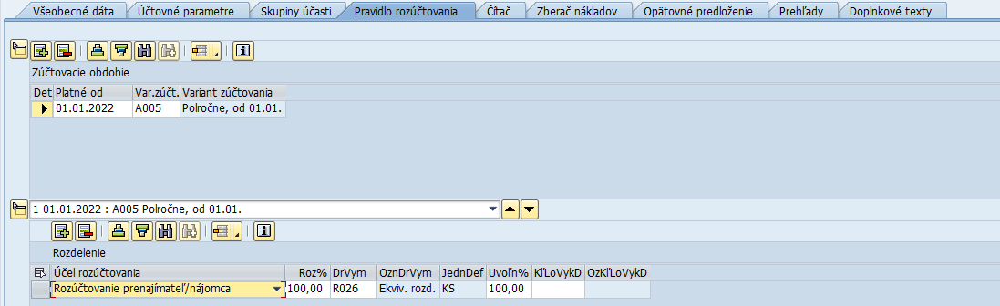 Všeobecné dáta Účtovné parametre Skupiny účasti Pravidlo rozúčtovania Čítač Zberač nákladov Opätovné predloženie Prehľady Doplnkové texty
Zúčtovacie obdobie
Det Platné od Var.zúčt. Variant zúčtovania
01.01.2022 A005 Polročne, od 01.01.
1 01.01.2022 : A005 Polročne, od 01.01.
Rozdelenie
Účel rozúčtovania Roz% DrVym OznDrVym JednDef Uvoľn% KľLoVykD OzKľLoVykD
Rozúčtovanie prenajímateľ/nájomca 100,00 R026 Ekviv. rozd. KS 100,00